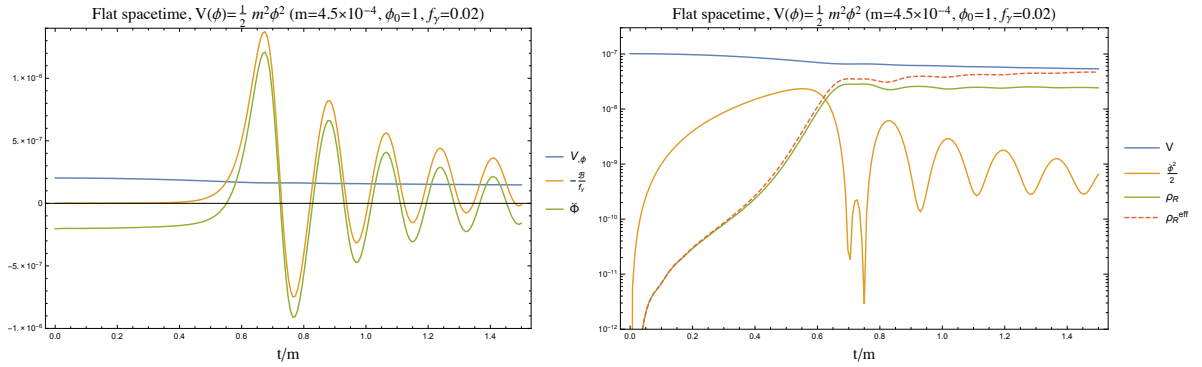 Flat spacetime, V(ϕ)= 1/2 m²ϕ² (m=4.5×10⁻⁴, ϕ₀=1, f_γ=0.02)
1.×10⁻⁶
5.×10⁻⁷
0
-5.×10⁻⁷
-1.×10⁻⁶
0.0 0.2 0.4 0.6 0.8 1.0 1.2 1.4
t/m
V,ϕ
-ℬ/f_γ
ϕ̈
Flat spacetime, V(ϕ)= 1/2 m²ϕ² (m=4.5×10⁻⁴, ϕ₀=1, f_γ=0.02)
10⁻⁷
10⁻⁸
10⁻⁹
10⁻¹⁰
10⁻¹¹
10⁻¹²
0.0 0.2 0.4 0.6 0.8 1.0 1.2 1.4
t/m
V
ϕ̇²/2
ρ_R
ρ_R^eff